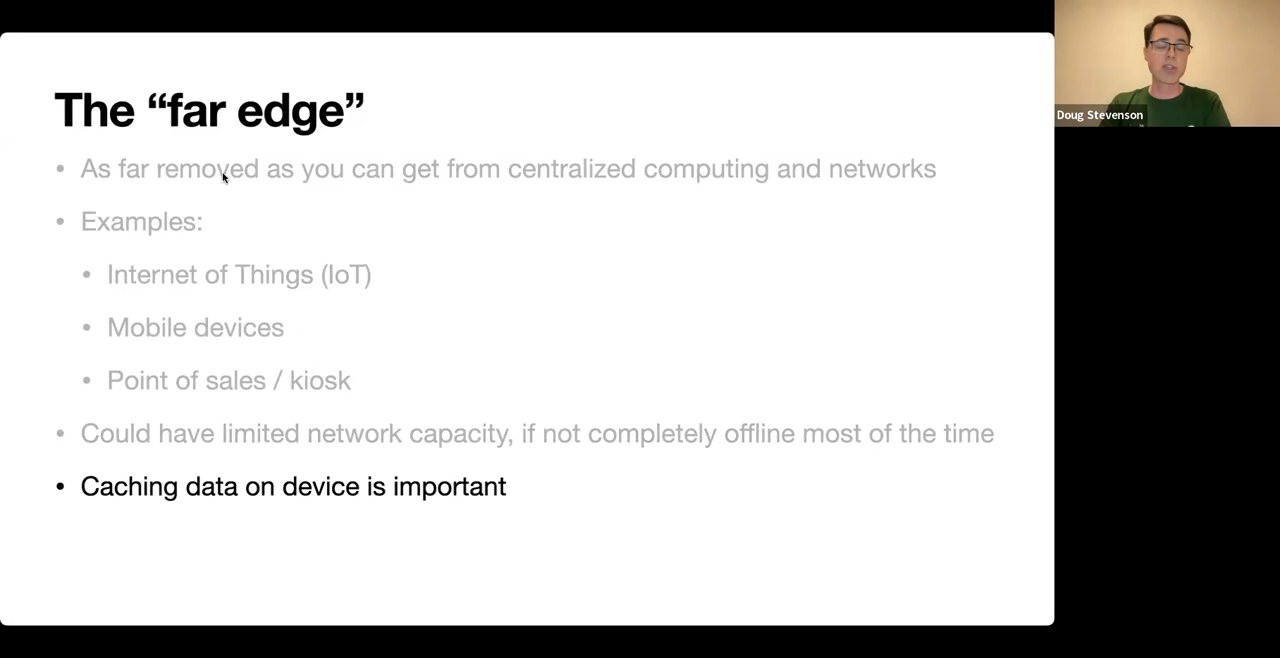 The “far edge”
• As far removed as you can get from centralized computing and networks
• Examples:
• Internet of Things (IoT)
• Mobile devices
• Point of sales / kiosk
• Could have limited network capacity, if not completely offline most of the time
• Caching data on device is important
Doug Stevenson